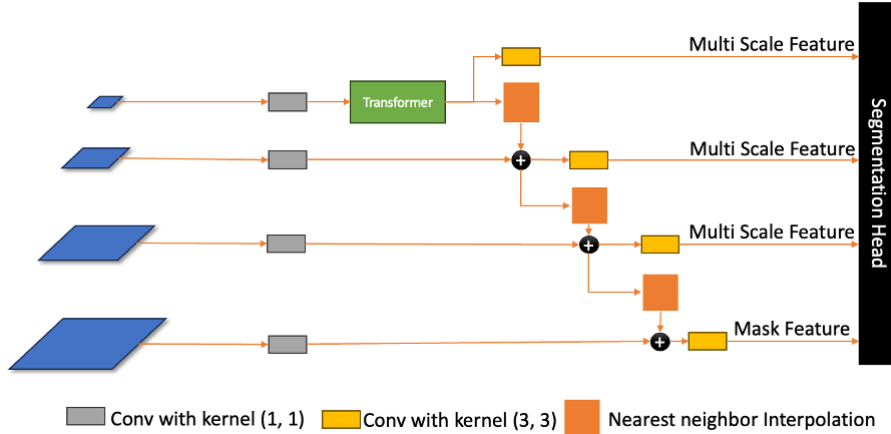 Multi Scale Feature
Transformer
Multi Scale Feature
Multi Scale Feature
Mask Feature
Segmentation Head
Conv with kernel (1, 1)
Conv with kernel (3, 3)
Nearest neighbor Interpolation